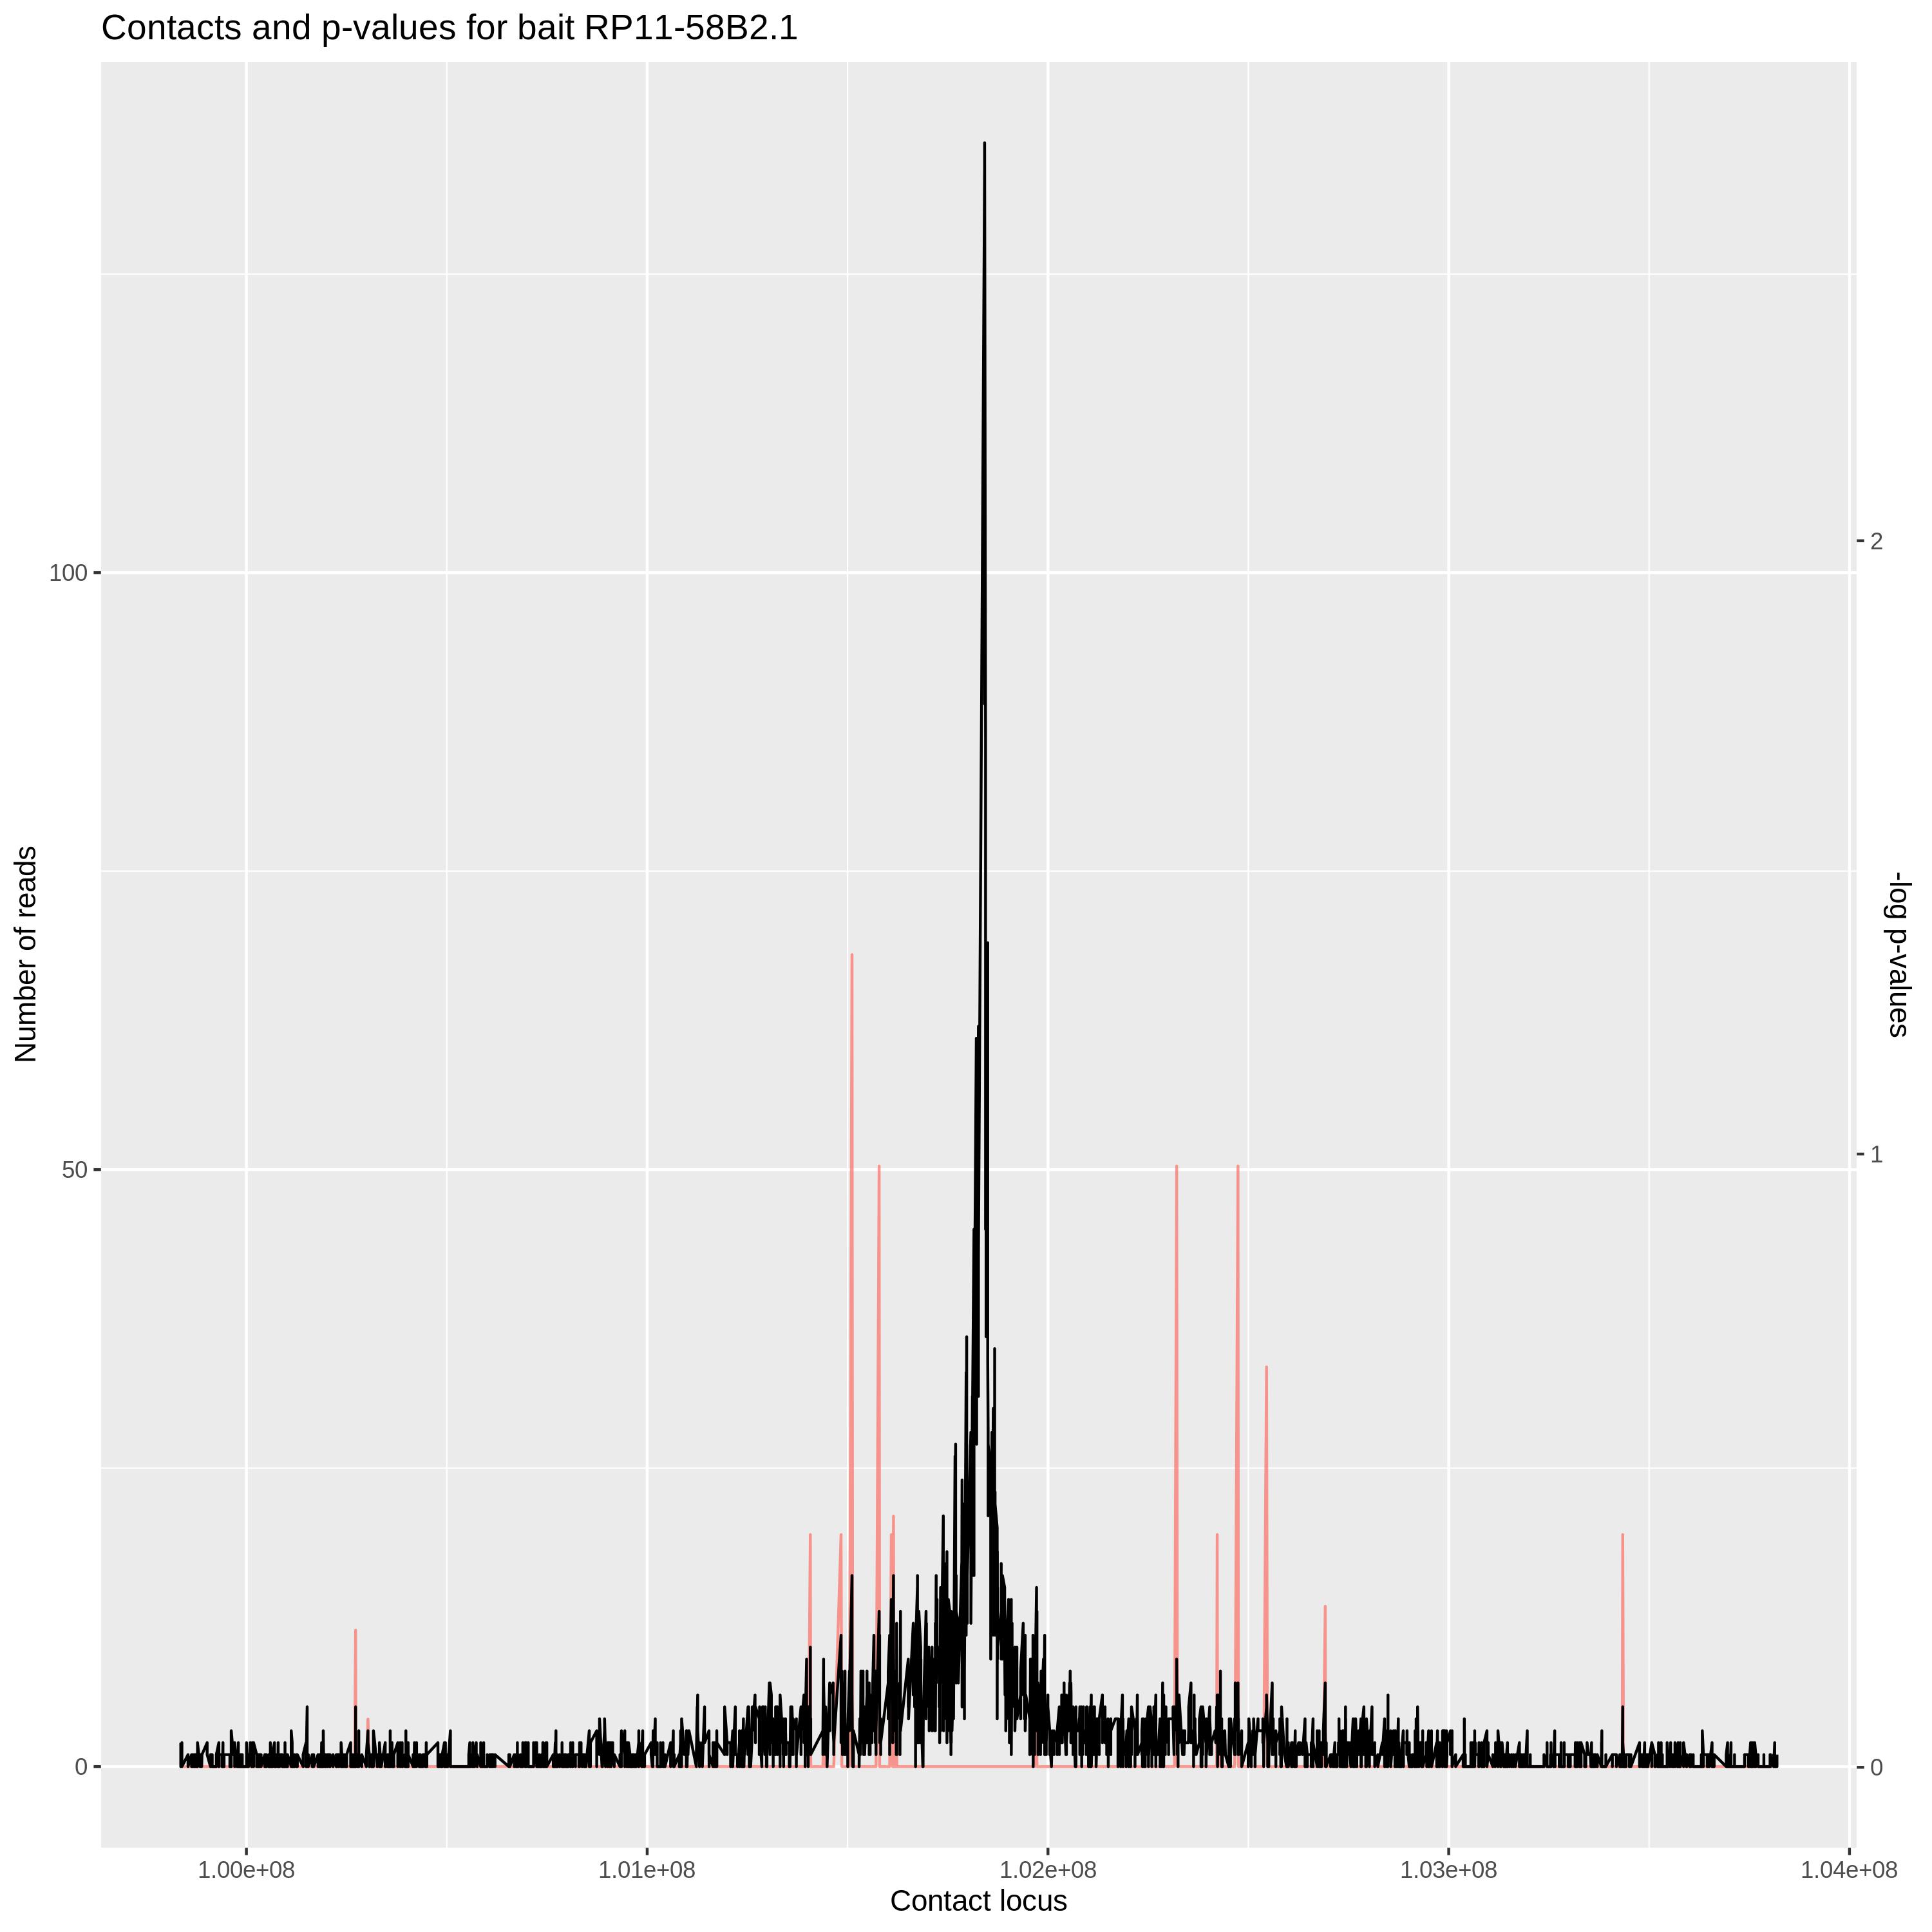 Contacts and p-values for bait RP11-58B2.1
Number of reads
100
50
0
2
1
0
-log p-values
1.00e+08 1.01e+08 1.02e+08 1.03e+08 1.04e+08
Contact locus